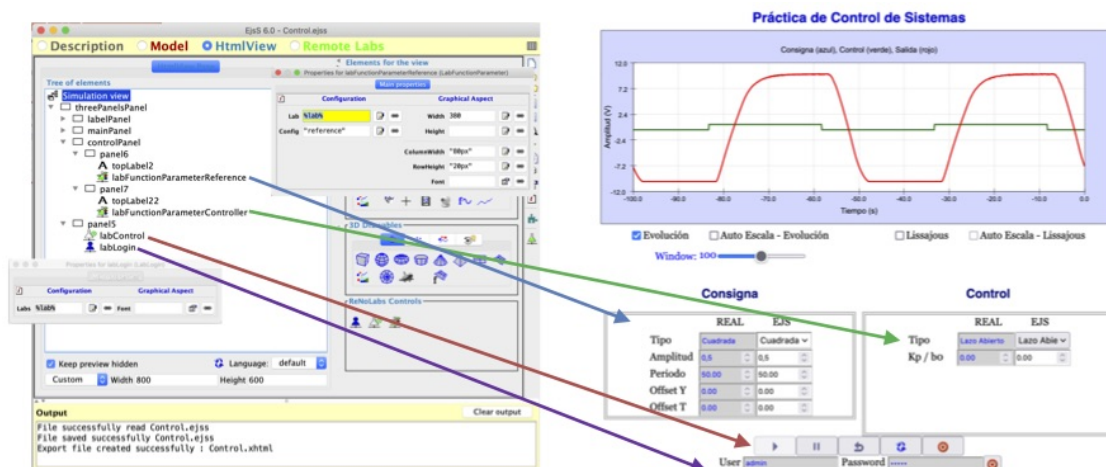 EjsS 6.0 - Control.ejss
Description Model HtmlView Remote Labs
Elements for the view
Tree of elements
Simulation view
threePanelsPanel
labelPanel
mainPanel
controlPanel
panel6
topLabel2
labFunctionParameterReference
panel7
topLabel22
labFunctionParameterController
panel5
labControl
labLogin
Properties for labFunctionParameterReference (LabFunctionParameter)
Main properties
Configuration Graphical Aspect
Lab %lab% Width 380
Config "reference" Height
ColumnWidth "80px"
RowHeight "20px"
Font
3D Drawables
ReNoLabs Controls
Properties for labLogin (LabLogin)
Configuration Graphical Aspect
Labs %lab% Font
Keep preview hidden Language: default
Custom Width 800 Height 600
Output Clear output
File successfully read Control.ejss
File saved successfully Control.ejss
Export file created successfully : Control.xhtml
Práctica de Control de Sistemas
Consigna (azul), Control (verde), Salida (rojo)
Amplitud (V)
12.0
7.2
2.4
-2.4
-7.2
-12.0
-100.0 -90.0 -80.0 -70.0 -60.0 -50.0 -40.0 -30.0 -20.0 -10.0 0.0
Tiempo (s)
Evolución Auto Escala - Evolución Lissajous Auto Escala - Lissajous
Window: 100
Consigna
REAL EJS
Tipo Cuadrada Cuadrada
Amplitud 0,5 0,5
Periodo 50.00 50.00
Offset Y 0.00 0.00
Offset T 0.00 0.00
Control
REAL EJS
Tipo Lazo Abierto Lazo Abie
Kp / bo 0.00 0.00
User admin Password •••••